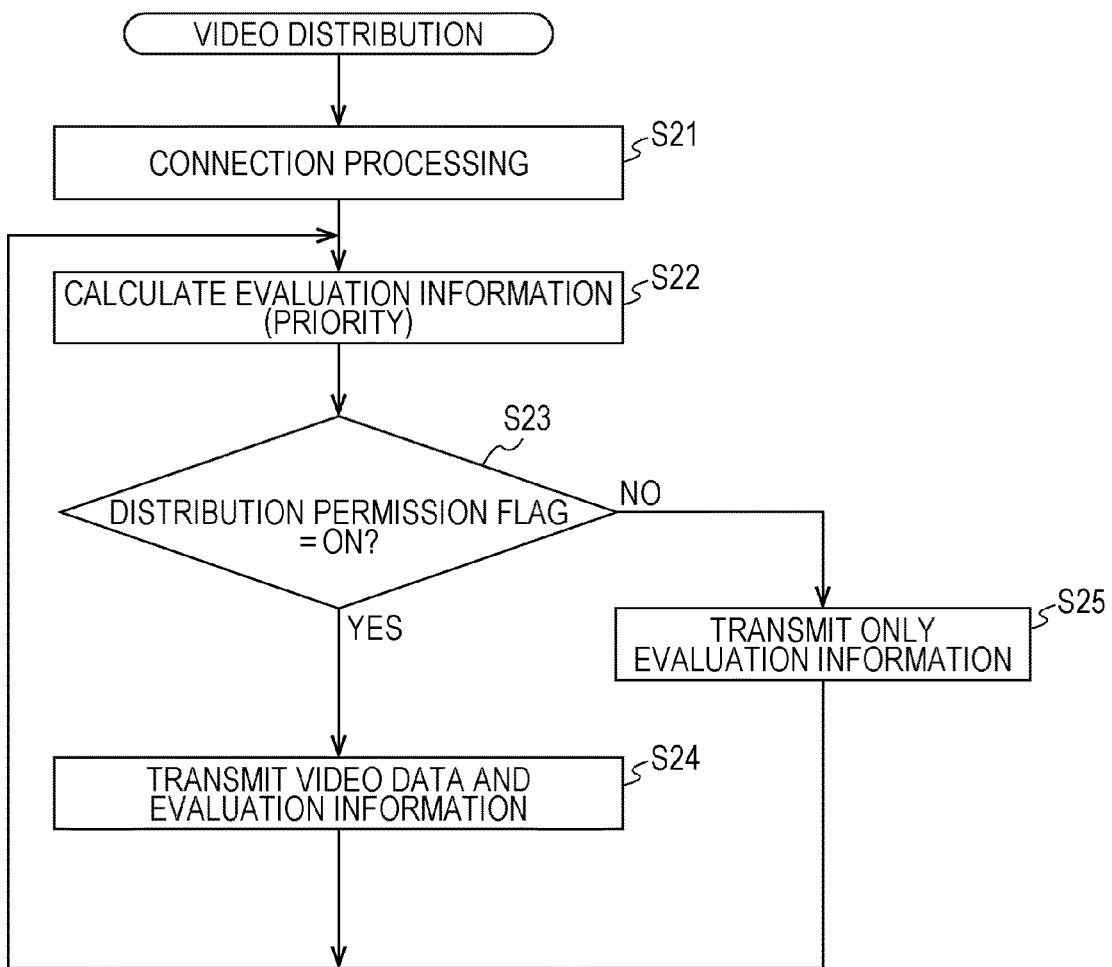 VIDEO DISTRIBUTION
S21
CONNECTION PROCESSING
S22
CALCULATE EVALUATION INFORMATION
(PRIORITY)
S23
DISTRIBUTION PERMISSION FLAG
= ON?
NO
YES
S25
TRANSMIT ONLY
EVALUATION INFORMATION
S24
TRANSMIT VIDEO DATA AND
EVALUATION INFORMATION